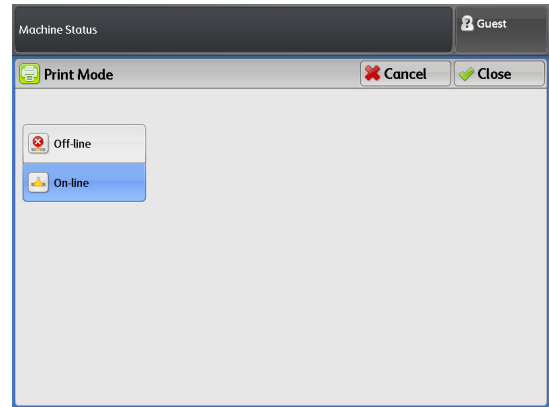 Machine Status
Guest
Print Mode
Cancel
Close
Off-line
On-line